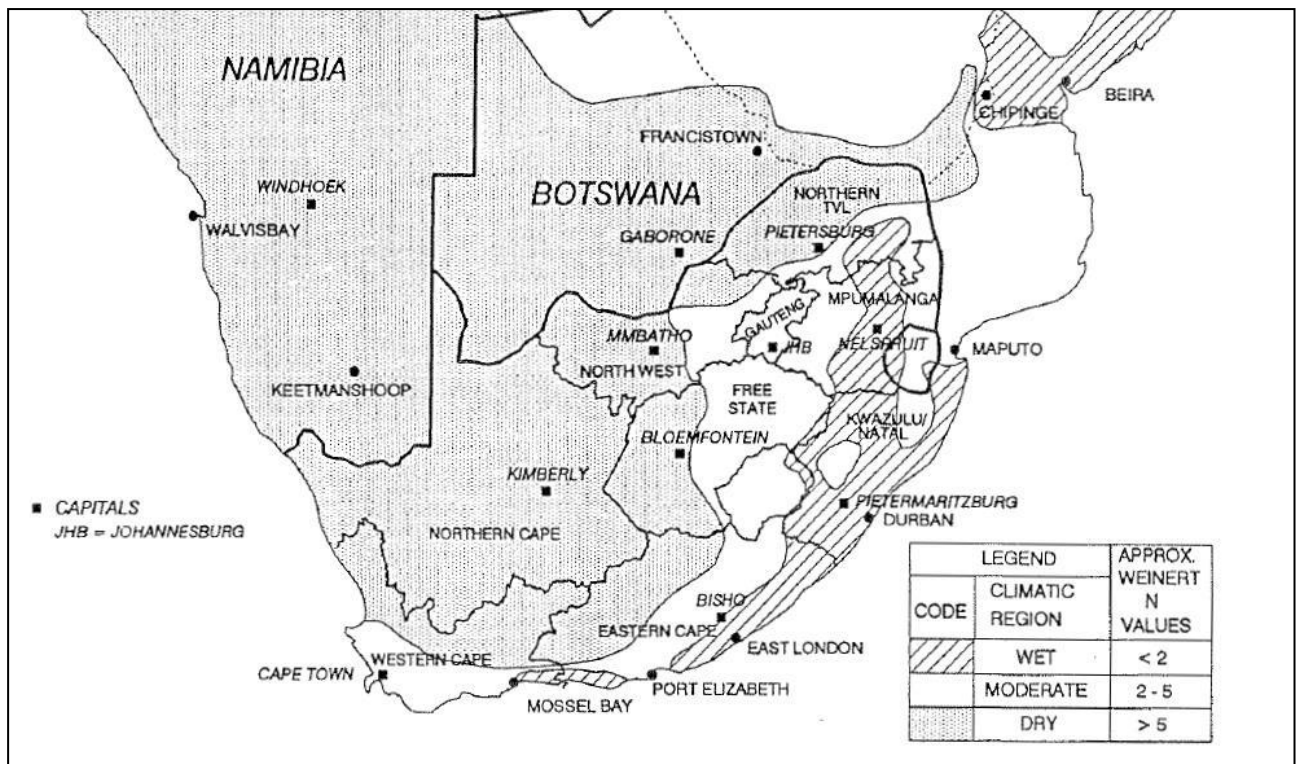 NAMIBIA
BEIRA
CHIPINGE
FRANCISTOWN
WINDHOEK
BOTSWANA
NORTHERN
TVL
WALVISBAY
GABORONE
PIETERSBURG
MPUMALANGA
GAUTENG
MMBATHO
JHB
NELSPRUIT
MAPUTO
NORTH WEST
KEETMANSHOOP
FREE
STATE
KWAZULU/
NATAL
BLOEMFONTEIN
KIMBERLY
CAPITALS
JHB = JOHANNESBURG
PIETERMARITZBURG
DURBAN
NORTHERN CAPE
BISHO
EASTERN CAPE
EAST LONDON
WESTERN CAPE
CAPE TOWN
PORT ELIZABETH
MOSSEL BAY
LEGEND
APPROX.
WEINERT
N
VALUES
CODE
CLIMATIC
REGION
WET
< 2
MODERATE
2 - 5
DRY
> 5